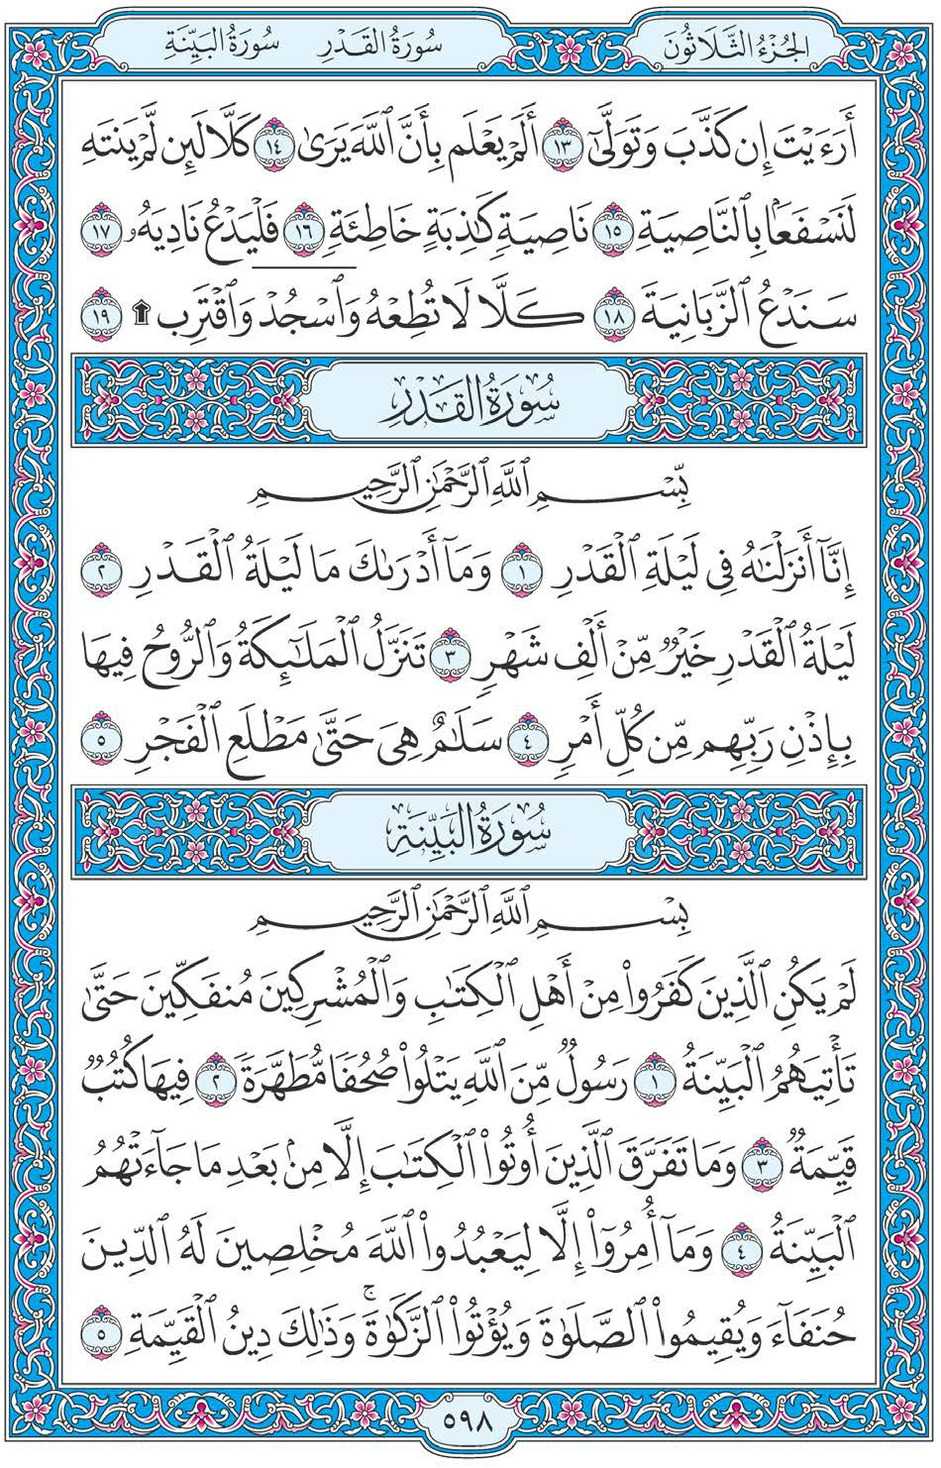 الجُزْءُ الثَّلَاثُونَ سُورَةُ القَدْرِ سُورَةُ البَيِّنَةِ
أَرَءَيْتَ إِن كَذَّبَ وَتَوَلَّىٰٓ ١٣ أَلَمْ يَعْلَم بِأَنَّ ٱللَّهَ يَرَىٰ ١٤ كَلَّا لَئِن لَّمْ يَنتَهِ
لَنَسْفَعَۢا بِٱلنَّاصِيَةِ ١٥ نَاصِيَةٍ كَٰذِبَةٍ خَاطِئَةٍ ١٦ فَلْيَدْعُ نَادِيَهُۥ ١٧
سَنَدْعُ ٱلزَّبَانِيَةَ ١٨ كَلَّا لَا تُطِعْهُ وَٱسْجُدْ وَٱقْتَرِب ۩ ١٩
سُورَةُ القَدْرِ
بِسْمِ ٱللَّهِ ٱلرَّحْمَٰنِ ٱلرَّحِيمِ
إِنَّآ أَنزَلْنَٰهُ فِى لَيْلَةِ ٱلْقَدْرِ ١ وَمَآ أَدْرَىٰكَ مَا لَيْلَةُ ٱلْقَدْرِ ٢
لَيْلَةُ ٱلْقَدْرِ خَيْرٌ مِّنْ أَلْفِ شَهْرٍ ٣ تَنَزَّلُ ٱلْمَلَٰٓئِكَةُ وَٱلرُّوحُ فِيهَا
بِإِذْنِ رَبِّهِم مِّن كُلِّ أَمْرٍ ٤ سَلَٰمٌ هِىَ حَتَّىٰ مَطْلَعِ ٱلْفَجْرِ ٥
سُورَةُ البَيِّنَةِ
بِسْمِ ٱللَّهِ ٱلرَّحْمَٰنِ ٱلرَّحِيمِ
لَمْ يَكُنِ ٱلَّذِينَ كَفَرُوا۟ مِنْ أَهْلِ ٱلْكِتَٰبِ وَٱلْمُشْرِكِينَ مُنفَكِّينَ حَتَّىٰ
تَأْتِيَهُمُ ٱلْبَيِّنَةُ ١ رَسُولٌ مِّنَ ٱللَّهِ يَتْلُوا۟ صُحُفًا مُّطَهَّرَةً ٢ فِيهَا كُتُبٌ
قَيِّمَةٌ ٣ وَمَا تَفَرَّقَ ٱلَّذِينَ أُوتُوا۟ ٱلْكِتَٰبَ إِلَّا مِنۢ بَعْدِ مَا جَآءَتْهُمُ
ٱلْبَيِّنَةُ ٤ وَمَآ أُمِرُوٓا۟ إِلَّا لِيَعْبُدُوا۟ ٱللَّهَ مُخْلِصِينَ لَهُ ٱلدِّينَ
حُنَفَآءَ وَيُقِيمُوا۟ ٱلصَّلَوٰةَ وَيُؤْتُوا۟ ٱلزَّكَوٰةَ ۚ وَذَٰلِكَ دِينُ ٱلْقَيِّمَةِ ٥
٥٩٨